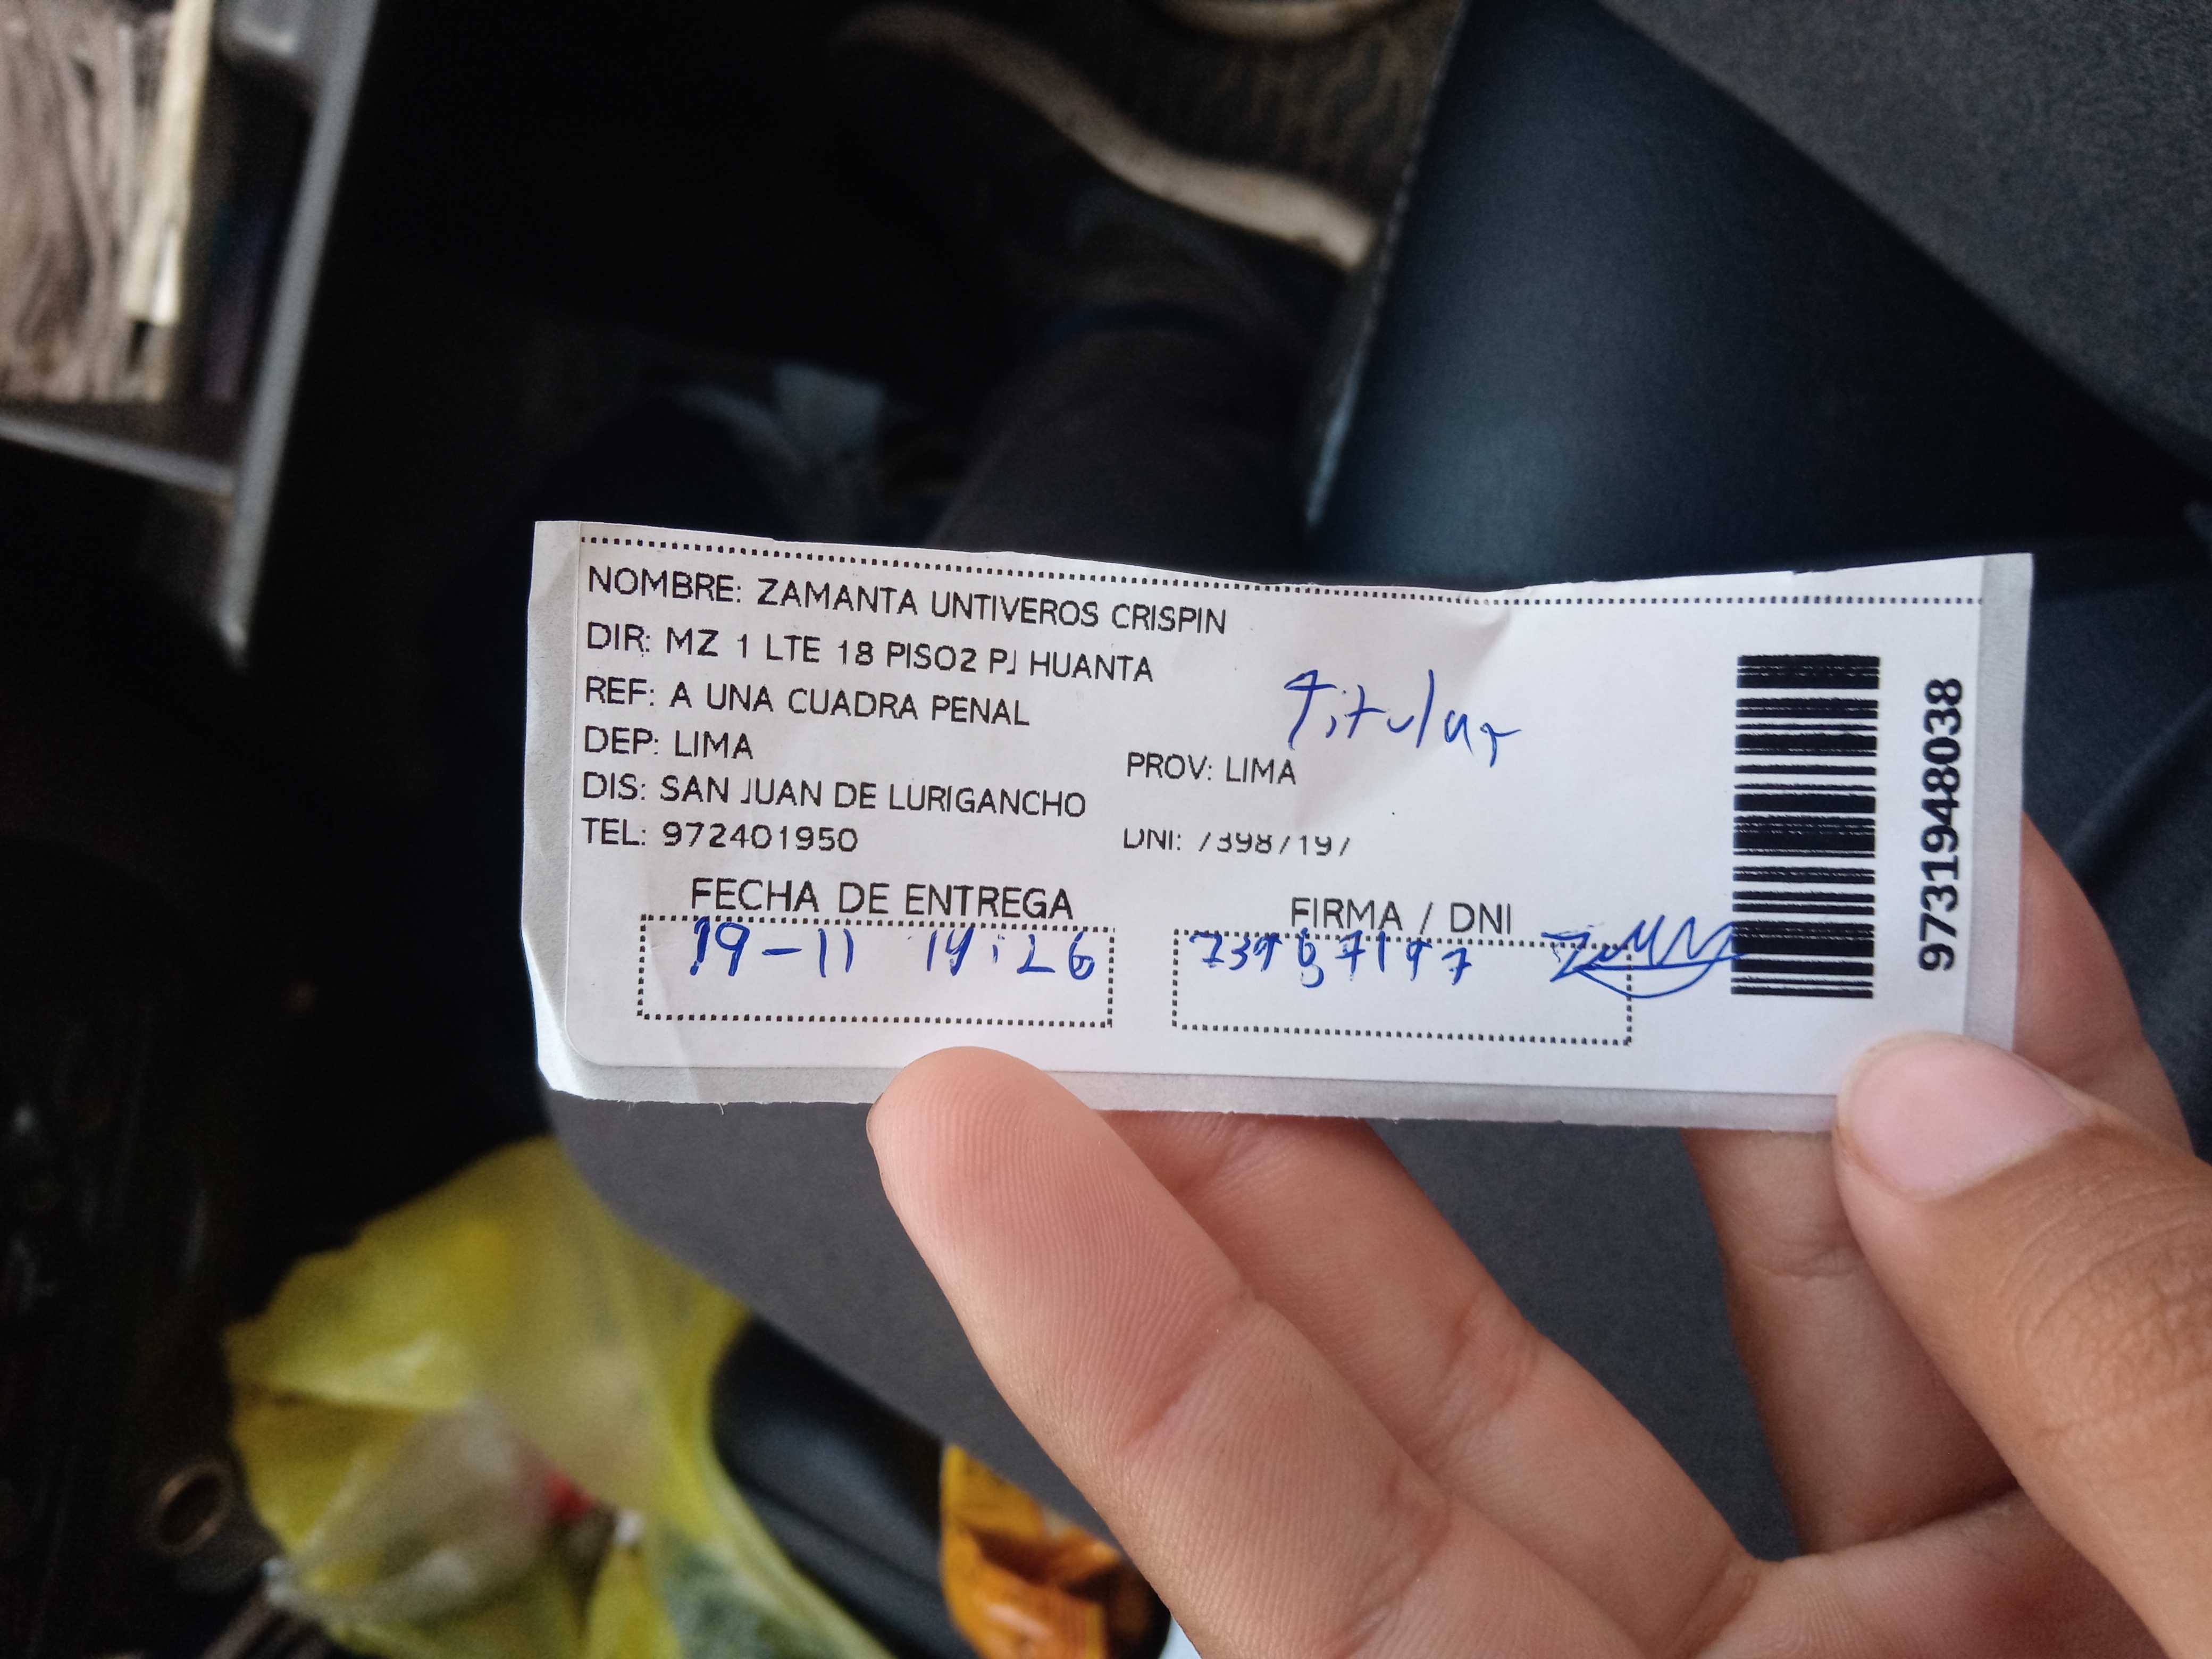 NOMBRE: ZAMANTA UNTIVEROS CRISPIN
DIR: MZ 1 LTE 18 PISO2 PJ HUANTA
REF: A UNA CUADRA PENAL
Titular
DEP: LIMA PROV: LIMA
DIS: SAN JUAN DE LURIGANCHO
TEL: 972401950 DNI: 73987197
FECHA DE ENTREGA FIRMA / DNI
19-11 14:26 73987197
9731948038